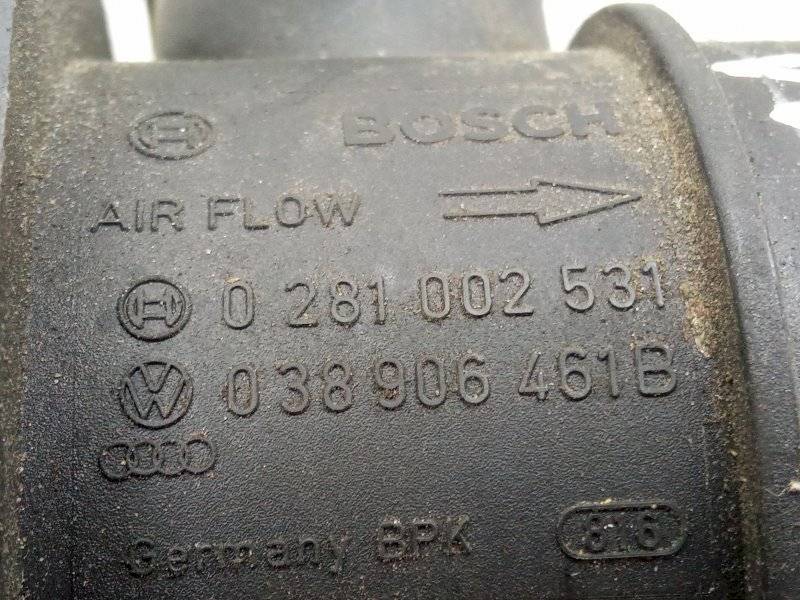 BOSCH
AIR FLOW
0 281 002 531
038 906 461B
Germany BPK 816